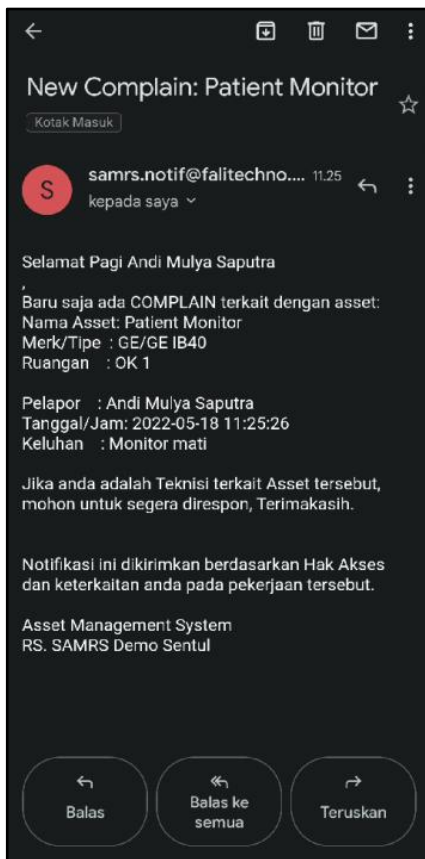 New Complain: Patient Monitor
Kotak Masuk
S
samrs.notif@falitechno.... 11.25
kepada saya
Selamat Pagi Andi Mulya Saputra
,
Baru saja ada COMPLAIN terkait dengan asset:
Nama Asset: Patient Monitor
Merk/Tipe : GE/GE IB40
Ruangan : OK 1
Pelapor : Andi Mulya Saputra
Tanggal/Jam: 2022-05-18 11:25:26
Keluhan : Monitor mati
Jika anda adalah Teknisi terkait Asset tersebut,
mohon untuk segera direspon, Terimakasih.
Notifikasi ini dikirimkan berdasarkan Hak Akses
dan keterkaitan anda pada pekerjaan tersebut.
Asset Management System
RS. SAMRS Demo Sentul
Balas
Balas ke
semua
Teruskan